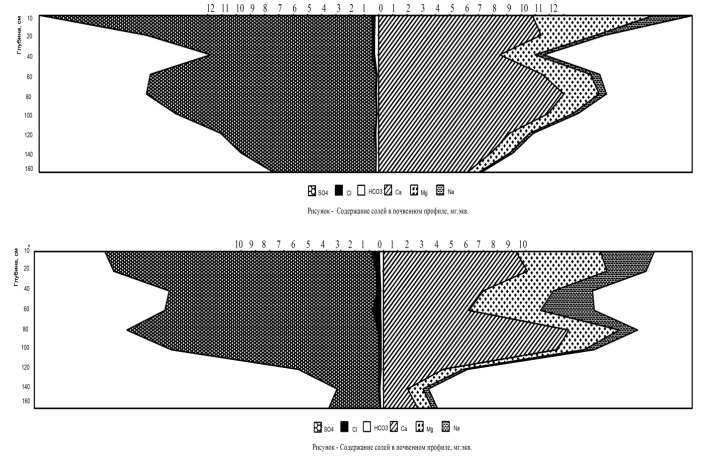 12 11 10 9 8 7 6 5 4 3 2 1 0 1 2 3 4 5 6 7 8 9 10 11 12
Глубина, см
10
20
40
60
80
100
120
140
160
SO4 Cl HCO3 Ca Mg Na
Рисунок - Содержание солей в почвенном профиле, мг.экв.
10 9 8 7 6 5 4 3 2 1 0 1 2 3 4 5 6 7 8 9 10
Глубина, см
10
20
40
60
80
100
120
140
160
SO4 Cl HCO3 Ca Mg Na
Рисунок - Содержание солей в почвенном профиле, мг.экв.